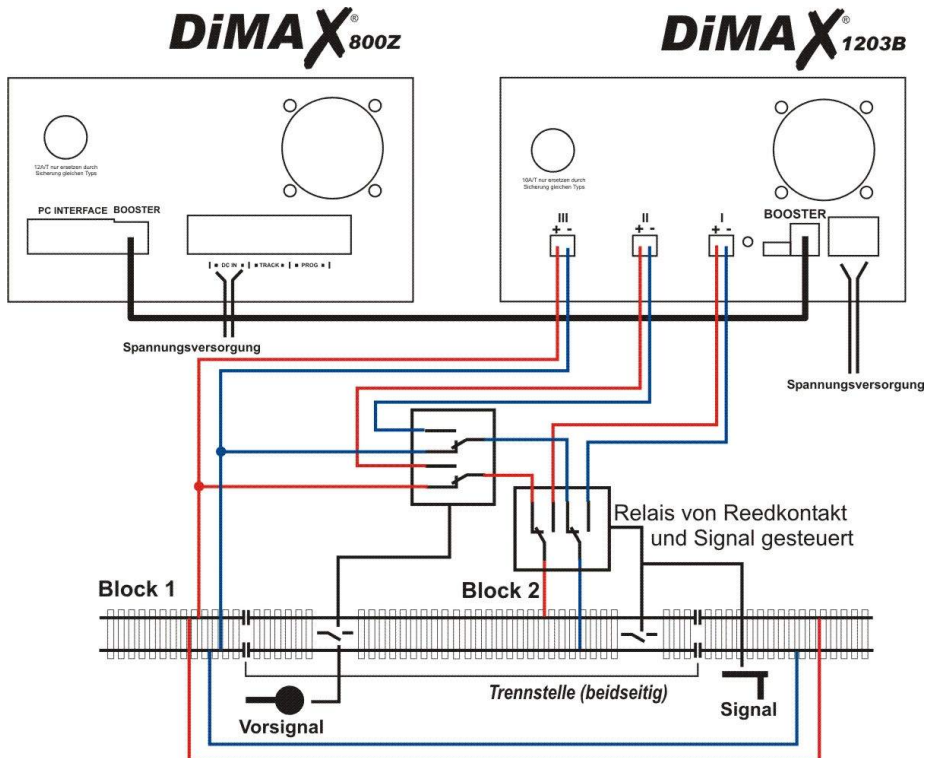 DiMAX® 800Z
DiMAX® 1203B
12A/T nur ersetzen durch
Sicherung gleichen Typs
16A/T nur ersetzen durch
Sicherung gleichen Typs
PC INTERFACE BOOSTER
III
II
I
BOOSTER
+ -
+ -
+ -
DC IN
TRACK
PROG
Spannungsversorgung
Spannungsversorgung
Relais von Reedkontakt
und Signal gesteuert
Block 1
Block 2
Trennstelle (beidseitig)
Vorsignal
Signal